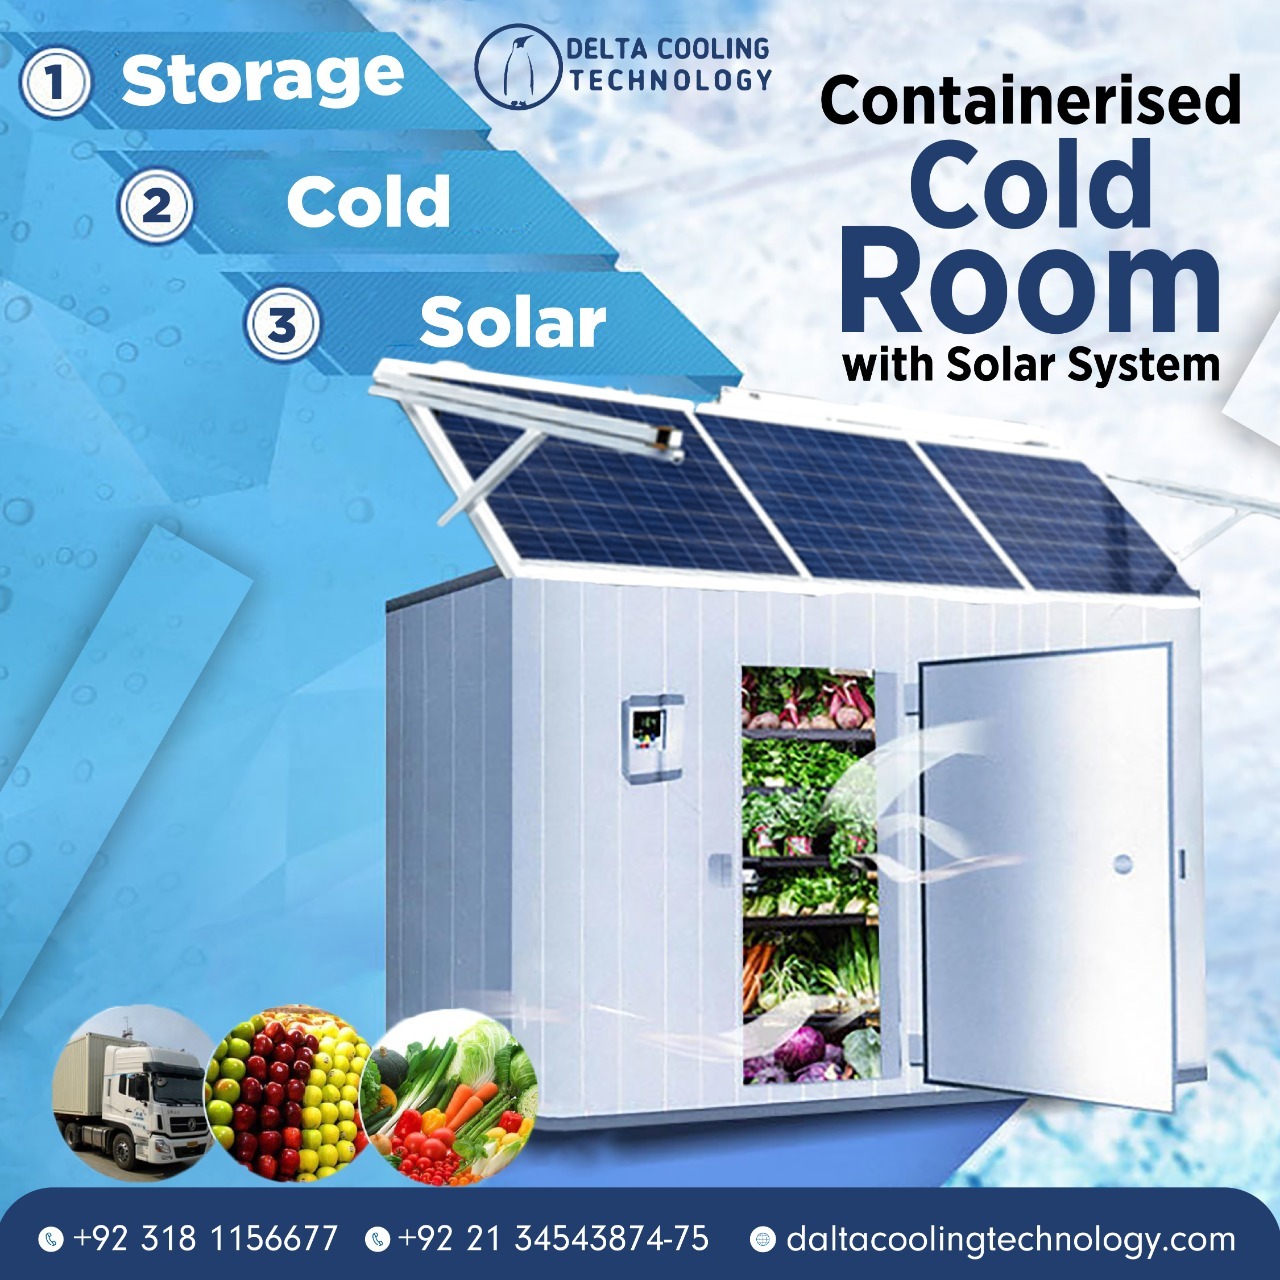 1 Storage
2 Cold
3 Solar
DELTA COOLING
TECHNOLOGY
Containerised
Cold
Room
with Solar System
+92 318 1156677 +92 21 34543874-75 daltacoolingtechnology.com